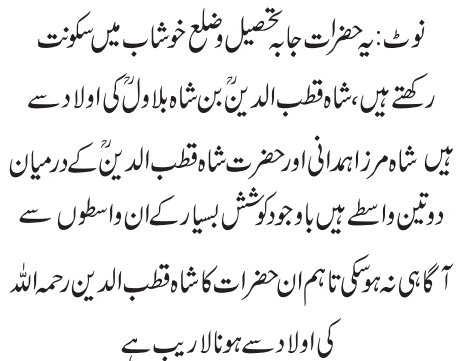 نوٹ: یہ حضرات جابہ تحصیل و ضلع خوشاب میں سکونت
رکھتے ہیں، شاہ قطب الدینؒ بن شاہ بلاولؒ کی اولاد سے
ہیں شاہ مرزا ہمدانی اور حضرت شاہ قطب الدینؒ کے درمیان
دو تین واسطے ہیں باوجود کوشش بسیار کے ان واسطوں سے
آگاہی نہ ہو سکی تاہم ان حضرات کا شاہ قطب الدین رحمہ اللہ
کی اولاد سے ہونا لاریب ہے